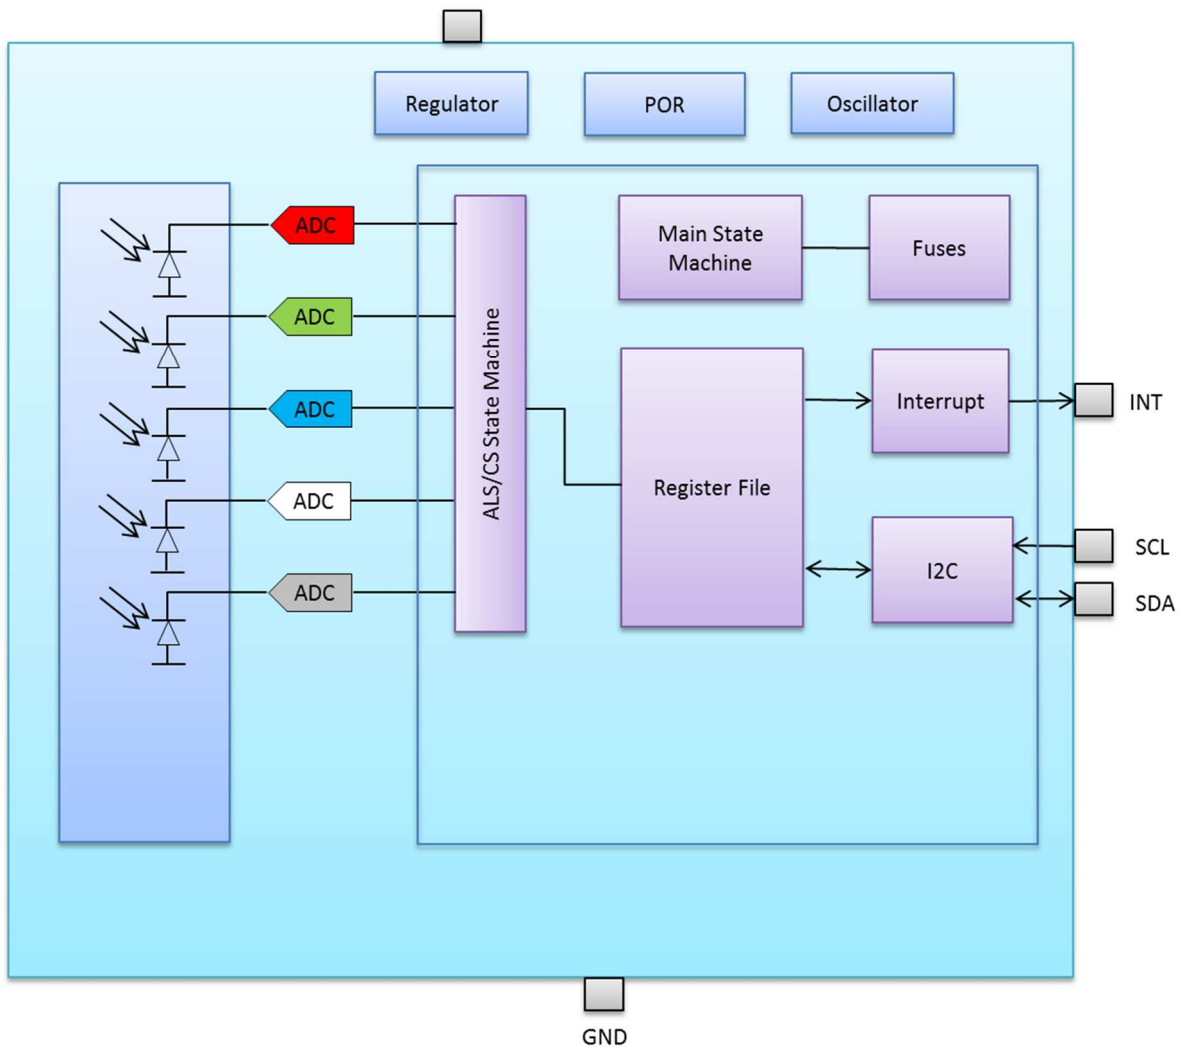 Regulator
POR
Oscillator
ADC
ADC
ADC
ADC
ADC
ALS/CS State Machine
Main State
Machine
Fuses
Register File
Interrupt
I2C
INT
SCL
SDA
GND